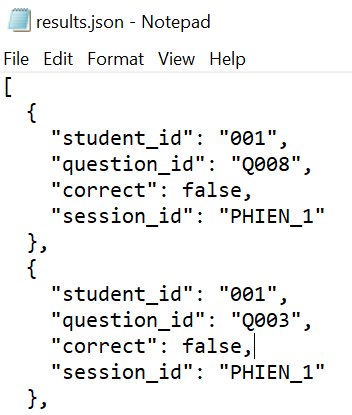 results.json - Notepad
File Edit Format View Help
[
  {
    "student_id": "001",
    "question_id": "Q008",
    "correct": false,
    "session_id": "PHIEN_1"
  },
  {
    "student_id": "001",
    "question_id": "Q003",
    "correct": false,
    "session_id": "PHIEN_1"
  },